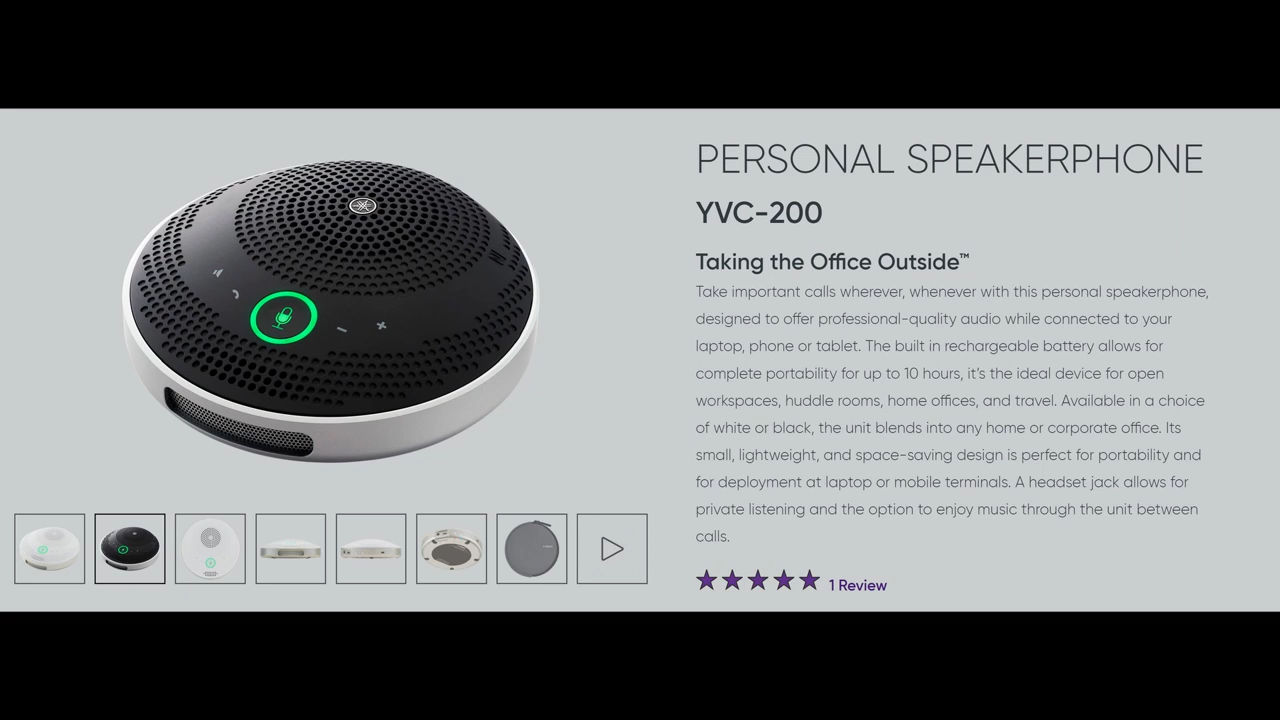 PERSONAL SPEAKERPHONE
YVC-200
Taking the Office Outside™
Take important calls wherever, whenever with this personal speakerphone,
designed to offer professional-quality audio while connected to your
laptop, phone or tablet. The built in rechargeable battery allows for
complete portability for up to 10 hours, it's the ideal device for open
workspaces, huddle rooms, home offices, and travel. Available in a choice
of white or black, the unit blends into any home or corporate office. Its
small, lightweight, and space-saving design is perfect for portability and
for deployment at laptop or mobile terminals. A headset jack allows for
private listening and the option to enjoy music through the unit between
calls.
1 Review